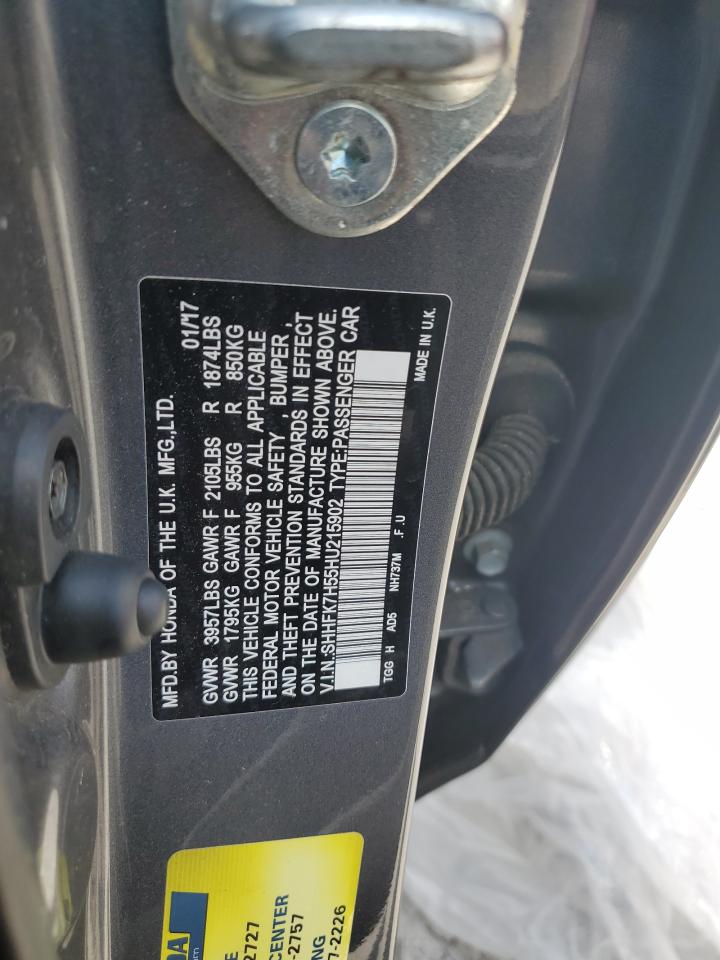 MFD.BY HONDA OF THE U.K. MFG.,LTD. 01/17
GVWR 3957LBS GAWR F 2105LBS R 1874LBS
GVWR 1795KG GAWR F 955KG R 850KG
THIS VEHICLE CONFORMS TO ALL APPLICABLE
FEDERAL MOTOR VEHICLE SAFETY , BUMPER ,
AND THEFT PREVENTION STANDARDS IN EFFECT
ON THE DATE OF MANUFACTURE SHOWN ABOVE.
V.I.N.:SHHFK7H55HU215902 TYPE:PASSENGER CAR
TGG H AD5 NH737M .F .U MADE IN U.K.
2727
CENTER
-2757
NG
7-2226